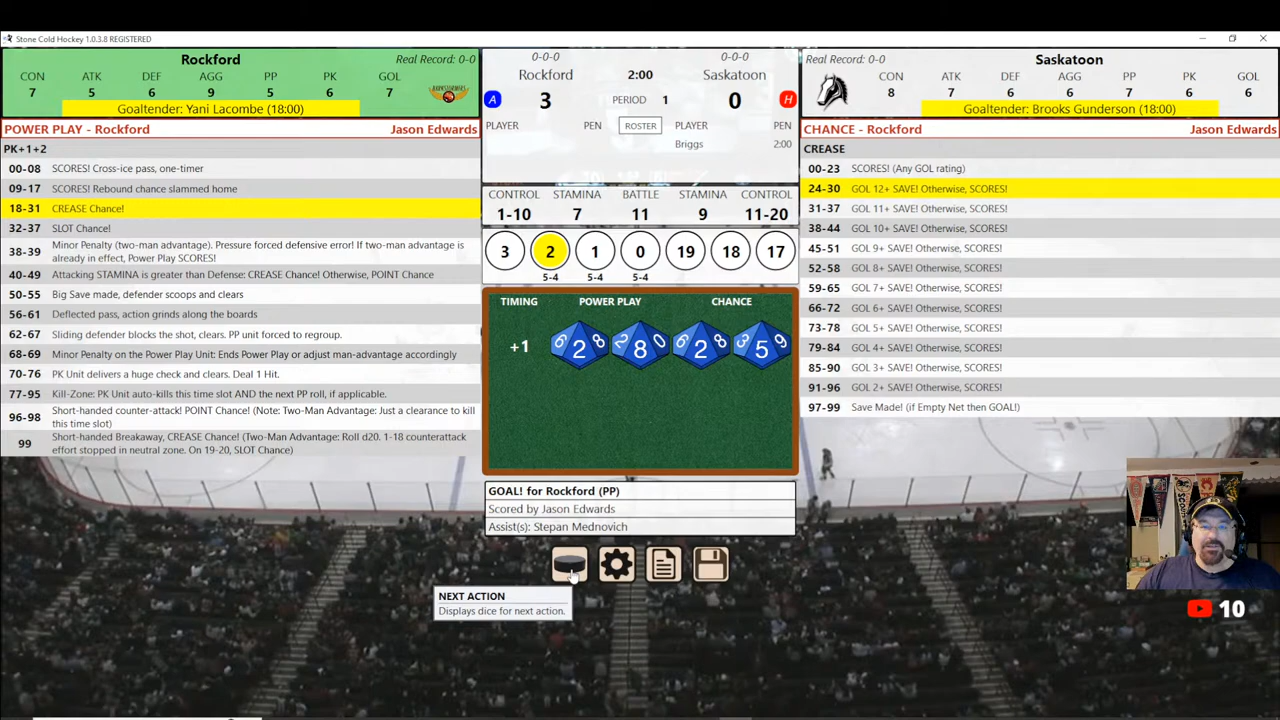 Stone Cold Hockey 1.0.3.8 REGISTERED
Rockford
Real Record: 0-0
CON ATK DEF AGG PP PK GOL
7 5 6 9 5 6 7
Goaltender: Yani Lacombe (18:00)
0-0-0 0-0-0
Rockford 2:00 Saskatoon
A 3 PERIOD 1 0 H
PLAYER PEN ROSTER PLAYER PEN
Briggs 2:00
Real Record: 0-0
Saskatoon
CON ATK DEF AGG PP PK GOL
8 7 6 6 7 6 6
Goaltender: Brooks Gunderson (18:00)
POWER PLAY - Rockford Jason Edwards
PK+1+2
00-08 SCORES! Cross-ice pass, one-timer
09-17 SCORES! Rebound chance slammed home
18-31 CREASE Chance!
32-37 SLOT Chance!
38-39 Minor Penalty (two-man advantage). Pressure forced defensive error! If two-man advantage is
already in effect, Power Play SCORES!
40-49 Attacking STAMINA is greater than Defense: CREASE Chance! Otherwise, POINT Chance
50-55 Big Save made, defender scoops and clears
56-61 Deflected pass, action grinds along the boards
62-67 Sliding defender blocks the shot, clears. PP unit forced to regroup.
68-69 Minor Penalty on the Power Play Unit: Ends Power Play or adjust man-advantage accordingly
70-76 PK Unit delivers a huge check and clears. Deal 1 Hit.
77-95 Kill-Zone: PK Unit auto-kills this time slot AND the next PP roll, if applicable.
96-98 Short-handed counter-attack! POINT Chance! (Note: Two-Man Advantage: Just a clearance to kill
this time slot)
99 Short-handed Breakaway, CREASE Chance! (Two-Man Advantage: Roll d20. 1-18 counterattack
effort stopped in neutral zone. On 19-20, SLOT Chance)
CONTROL STAMINA BATTLE STAMINA CONTROL
1-10 7 11 9 11-20
3 2 1 0 19 18 17
5-4 5-4 5-4
TIMING POWER PLAY CHANCE
+1 6 2 8 2 8 0 6 2 8 3 5 9
GOAL! for Rockford (PP)
Scored by Jason Edwards
Assist(s): Stepan Mednovich
NEXT ACTION
Displays dice for next action.
CHANCE - Rockford Jason Edwards
CREASE
00-23 SCORES! (Any GOL rating)
24-30 GOL 12+ SAVE! Otherwise, SCORES!
31-37 GOL 11+ SAVE! Otherwise, SCORES!
38-44 GOL 10+ SAVE! Otherwise, SCORES!
45-51 GOL 9+ SAVE! Otherwise, SCORES!
52-58 GOL 8+ SAVE! Otherwise, SCORES!
59-65 GOL 7+ SAVE! Otherwise, SCORES!
66-72 GOL 6+ SAVE! Otherwise, SCORES!
73-78 GOL 5+ SAVE! Otherwise, SCORES!
79-84 GOL 4+ SAVE! Otherwise, SCORES!
85-90 GOL 3+ SAVE! Otherwise, SCORES!
91-96 GOL 2+ SAVE! Otherwise, SCORES!
97-99 Save Made! (if Empty Net then GOAL!)
10